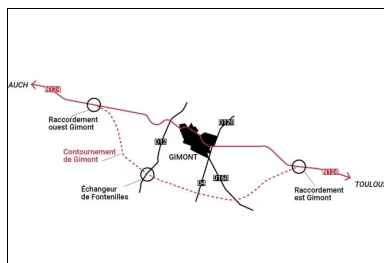 AUCH
N124
Raccordement
ouest Gimont
D12
D120
Contournement
de Gimont
GIMONT
Échangeur
de Fontenilles
D4
D160
N124
Raccordement
est Gimont
TOULOUS